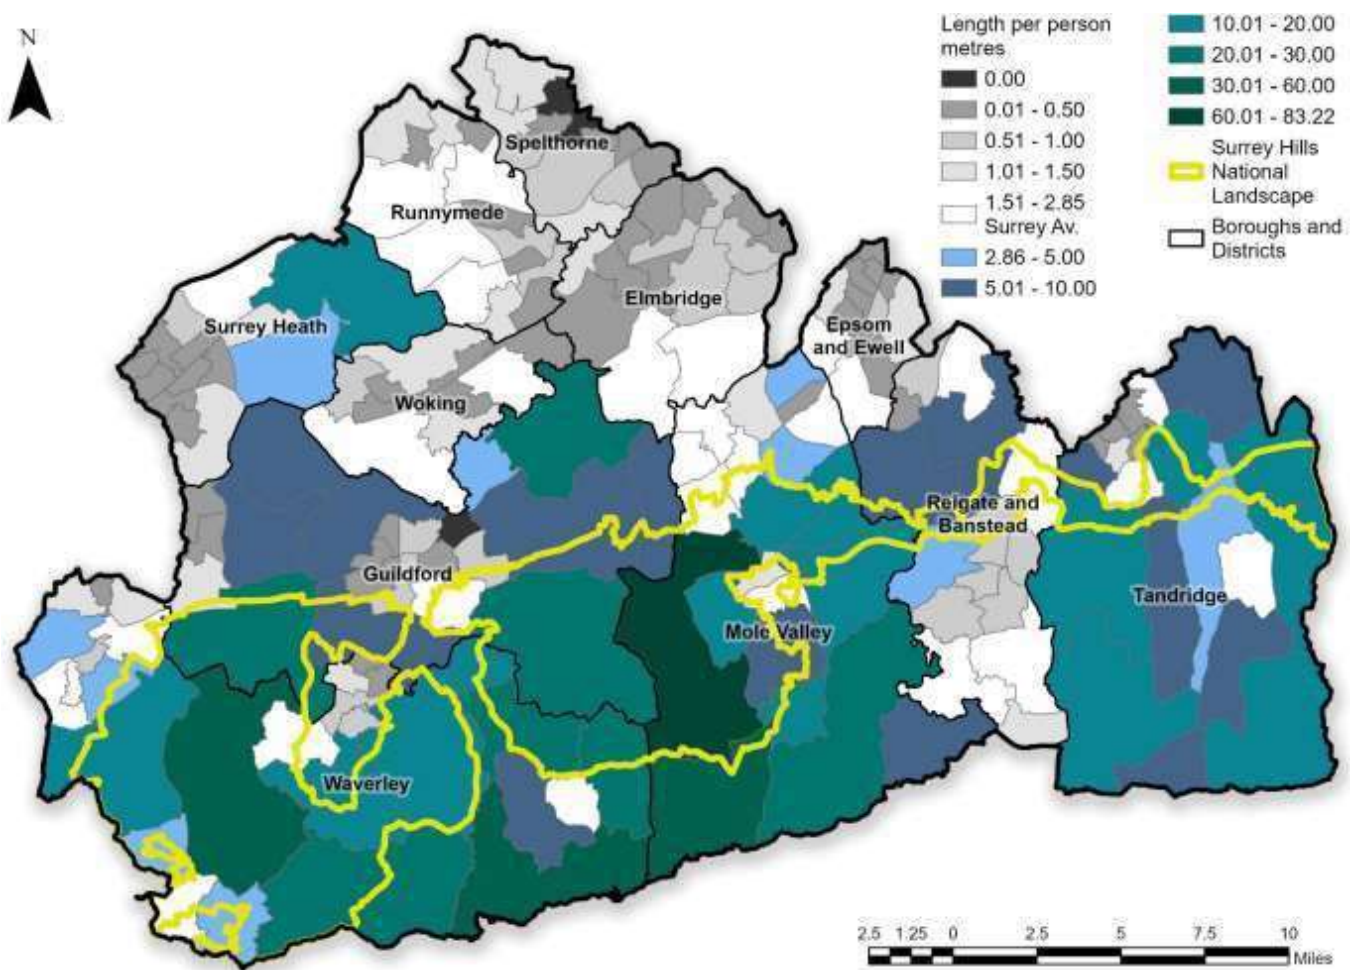 N
Length per person
metres
0.00
0.01 - 0.50
0.51 - 1.00
1.01 - 1.50
1.51 - 2.85
Surrey Av.
2.86 - 5.00
5.01 - 10.00
10.01 - 20.00
20.01 - 30.00
30.01 - 60.00
60.01 - 83.22
Surrey Hills
National
Landscape
Boroughs and
Districts
Spelthorne
Runnymede
Elmbridge
Surrey Heath
Epsom
and Ewell
Woking
Reigate and
Banstead
Guildford
Tandridge
Mole Valley
Waverley
2.5 1.25 0 2.5 5 7.5 10
Miles